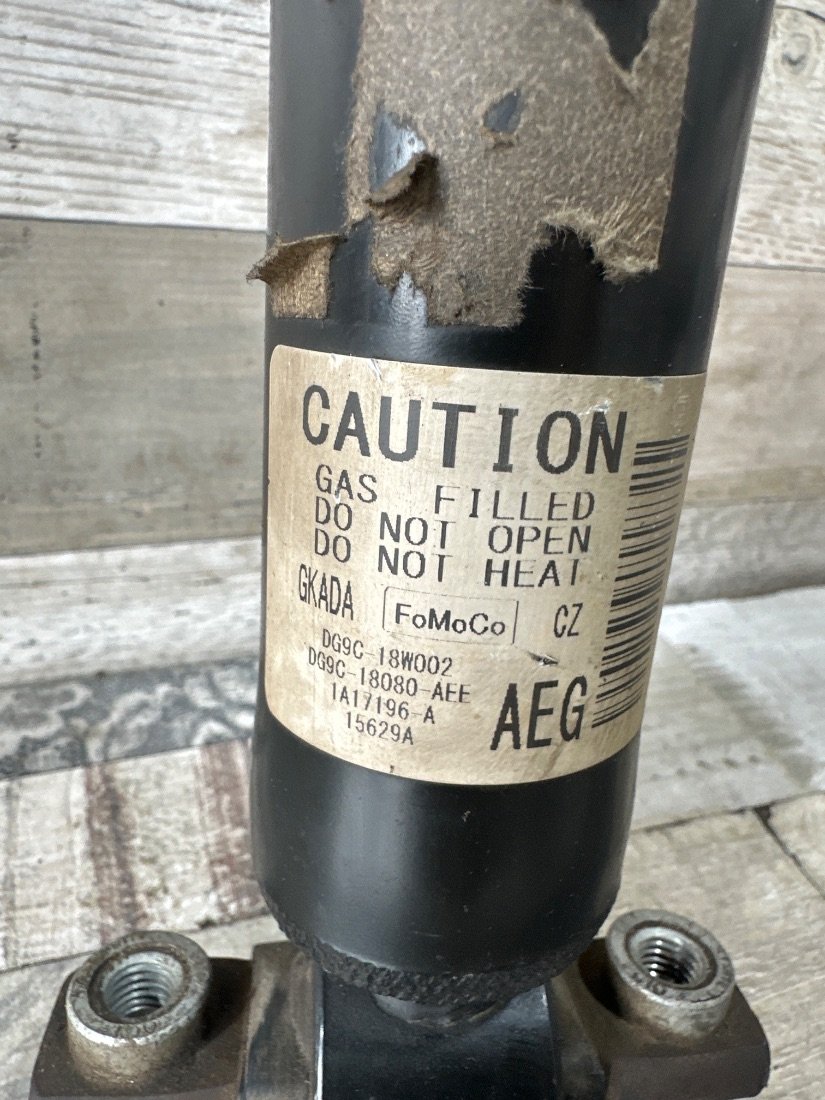 CAUTION
GAS FILLED
DO NOT OPEN
DO NOT HEAT
GKADA FoMoCo CZ
DG9C-18W002
DG9C-18080-AEE
1A17196-A
15629A
AEG